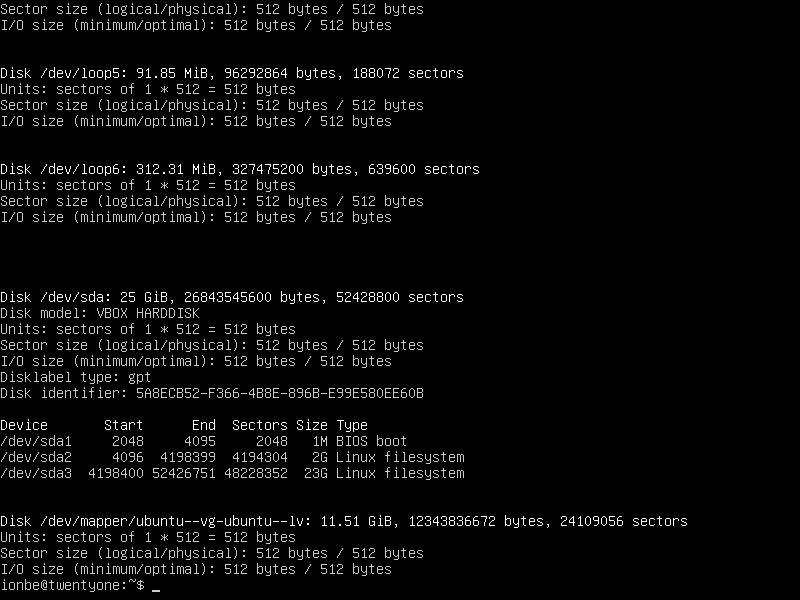 Sector size (logical/physical): 512 bytes / 512 bytes
I/O size (minimum/optimal): 512 bytes / 512 bytes
Disk /dev/loop5: 91.85 MiB, 96292864 bytes, 188072 sectors
Units: sectors of 1 * 512 = 512 bytes
Sector size (logical/physical): 512 bytes / 512 bytes
I/O size (minimum/optimal): 512 bytes / 512 bytes
Disk /dev/loop6: 312.31 MiB, 327475200 bytes, 639600 sectors
Units: sectors of 1 * 512 = 512 bytes
Sector size (logical/physical): 512 bytes / 512 bytes
I/O size (minimum/optimal): 512 bytes / 512 bytes
Disk /dev/sda: 25 GiB, 26843545600 bytes, 52428800 sectors
Disk model: VBOX HARDDISK
Units: sectors of 1 * 512 = 512 bytes
Sector size (logical/physical): 512 bytes / 512 bytes
I/O size (minimum/optimal): 512 bytes / 512 bytes
Disklabel type: gpt
Disk identifier: 5A8ECB52-F366-4B8E-896B-E99E580EE60B
Device       Start      End  Sectors Size Type
/dev/sda1     2048     4095     2048   1M BIOS boot
/dev/sda2     4096  4198399  4194304   2G Linux filesystem
/dev/sda3  4198400 52426751 48228352  23G Linux filesystem
Disk /dev/mapper/ubuntu--vg-ubuntu--lv: 11.51 GiB, 12343836672 bytes, 24109056 sectors
Units: sectors of 1 * 512 = 512 bytes
Sector size (logical/physical): 512 bytes / 512 bytes
I/O size (minimum/optimal): 512 bytes / 512 bytes
ionbe@twentyone:~$ _